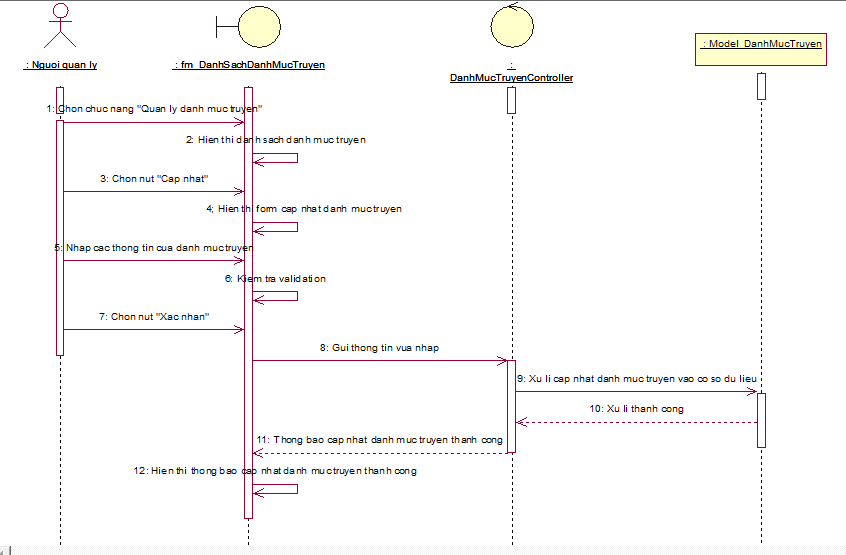 : Nguoi quan ly
: fm_DanhSachDanhMucTruyen
:
DanhMucTruyenController
: Model_DanhMucTruyen
1: Chon chuc nang "Quan ly danh muc truyen"
2: Hien thi danh sach danh muc truyen
3: Chon nut "Cap nhat"
4: Hien thi form cap nhat danh muc truyen
5: Nhap cac thong tin cua danh muc truyen
6: Kiem tra validation
7: Chon nut "Xac nhan"
8: Gui thong tin vua nhap
9: Xu li cap nhat danh muc truyen vao co so du lieu
10: Xu li thanh cong
11: Thong bao cap nhat danh muc truyen thanh cong
12: Hien thi thong bao cap nhat danh muc truyen thanh cong